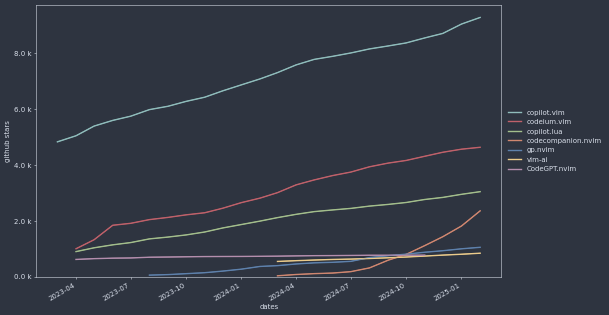 8.0 k
6.0 k
4.0 k
2.0 k
0.0 k
github stars
2023-04
2023-07
2023-10
2024-01
2024-04
2024-07
2024-10
2025-01
dates
copilot.vim
codeium.vim
copilot.lua
codecompanion.nvim
gp.nvim
vim-ai
CodeGPT.nvim